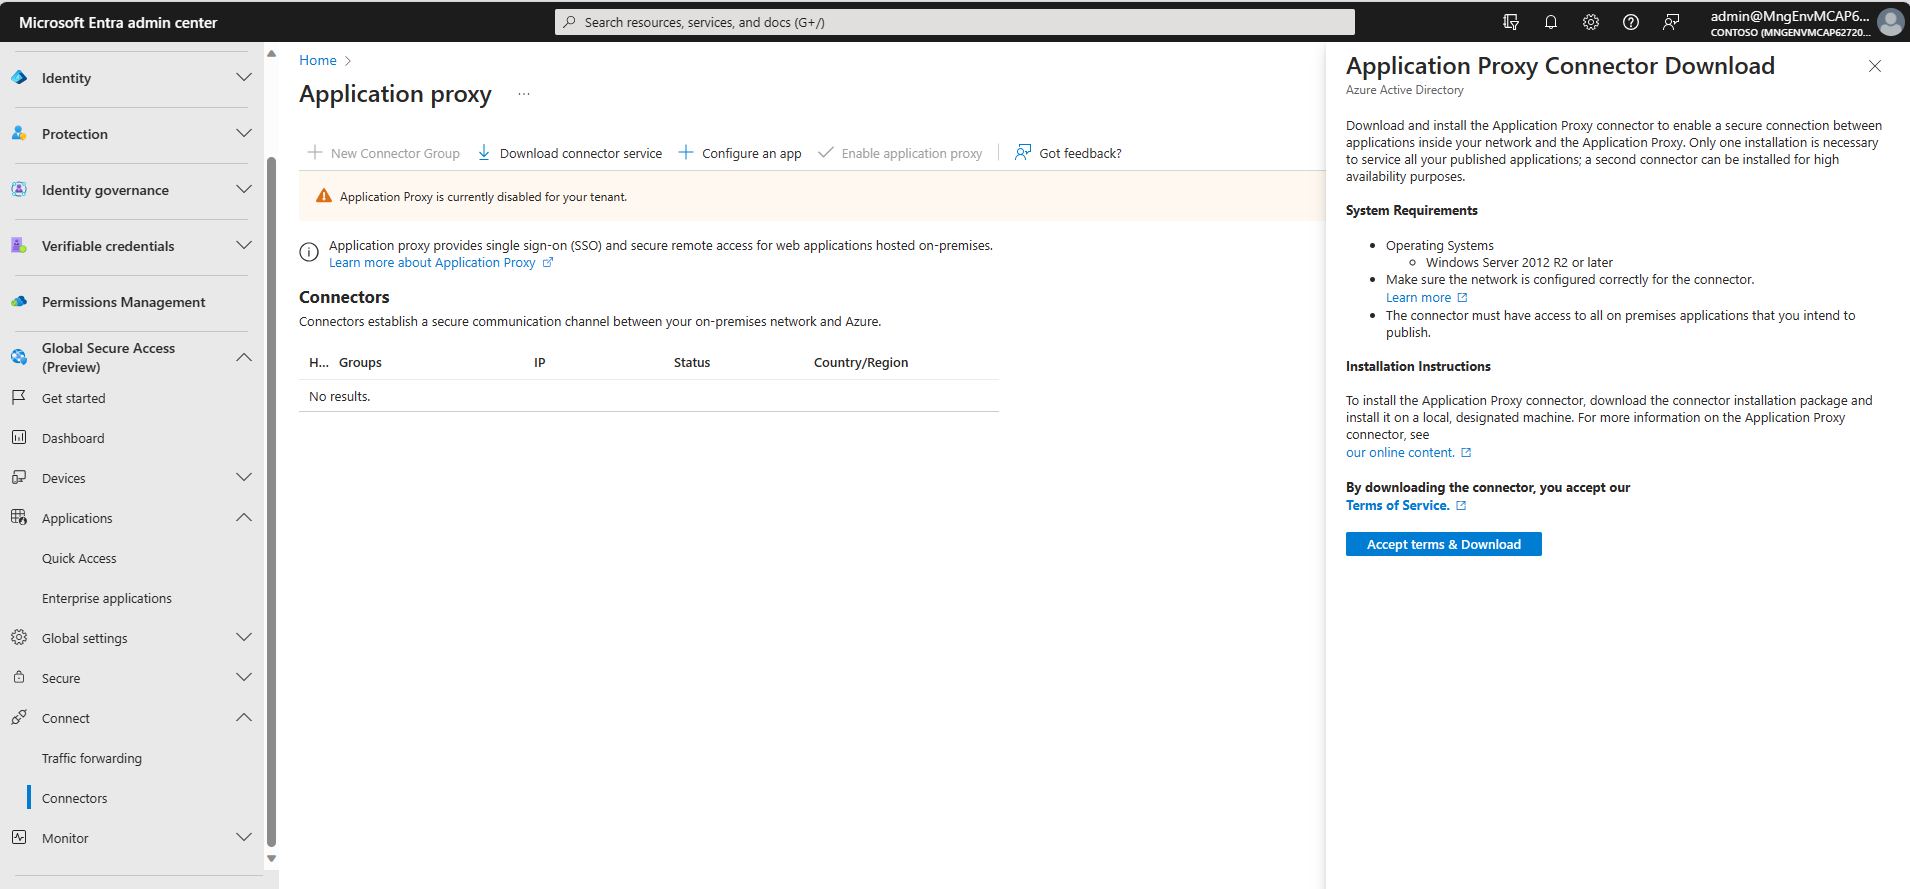 Microsoft Entra admin center
Search resources, services, and docs (G+/)
admin@MngEnvMCAP6...
CONTOSO (MNGENVMCAP62720...
Identity
Protection
Identity governance
Verifiable credentials
Permissions Management
Global Secure Access
(Preview)
Get started
Dashboard
Devices
Applications
Quick Access
Enterprise applications
Global settings
Secure
Connect
Traffic forwarding
Connectors
Monitor
Home
Application proxy
...
New Connector Group
Download connector service
Configure an app
Enable application proxy
Got feedback?
Application Proxy is currently disabled for your tenant.
Application proxy provides single sign-on (SSO) and secure remote access for web applications hosted on-premises.
Learn more about Application Proxy
Connectors
Connectors establish a secure communication channel between your on-premises network and Azure.
H... Groups IP Status Country/Region
No results.
Application Proxy Connector Download
Azure Active Directory
Download and install the Application Proxy connector to enable a secure connection between
applications inside your network and the Application Proxy. Only one installation is necessary
to service all your published applications; a second connector can be installed for high
availability purposes.
System Requirements
Operating Systems
Windows Server 2012 R2 or later
Make sure the network is configured correctly for the connector.
Learn more
The connector must have access to all on premises applications that you intend to
publish.
Installation Instructions
To install the Application Proxy connector, download the connector installation package and
install it on a local, designated machine. For more information on the Application Proxy
connector, see
our online content.
By downloading the connector, you accept our
Terms of Service.
Accept terms & Download